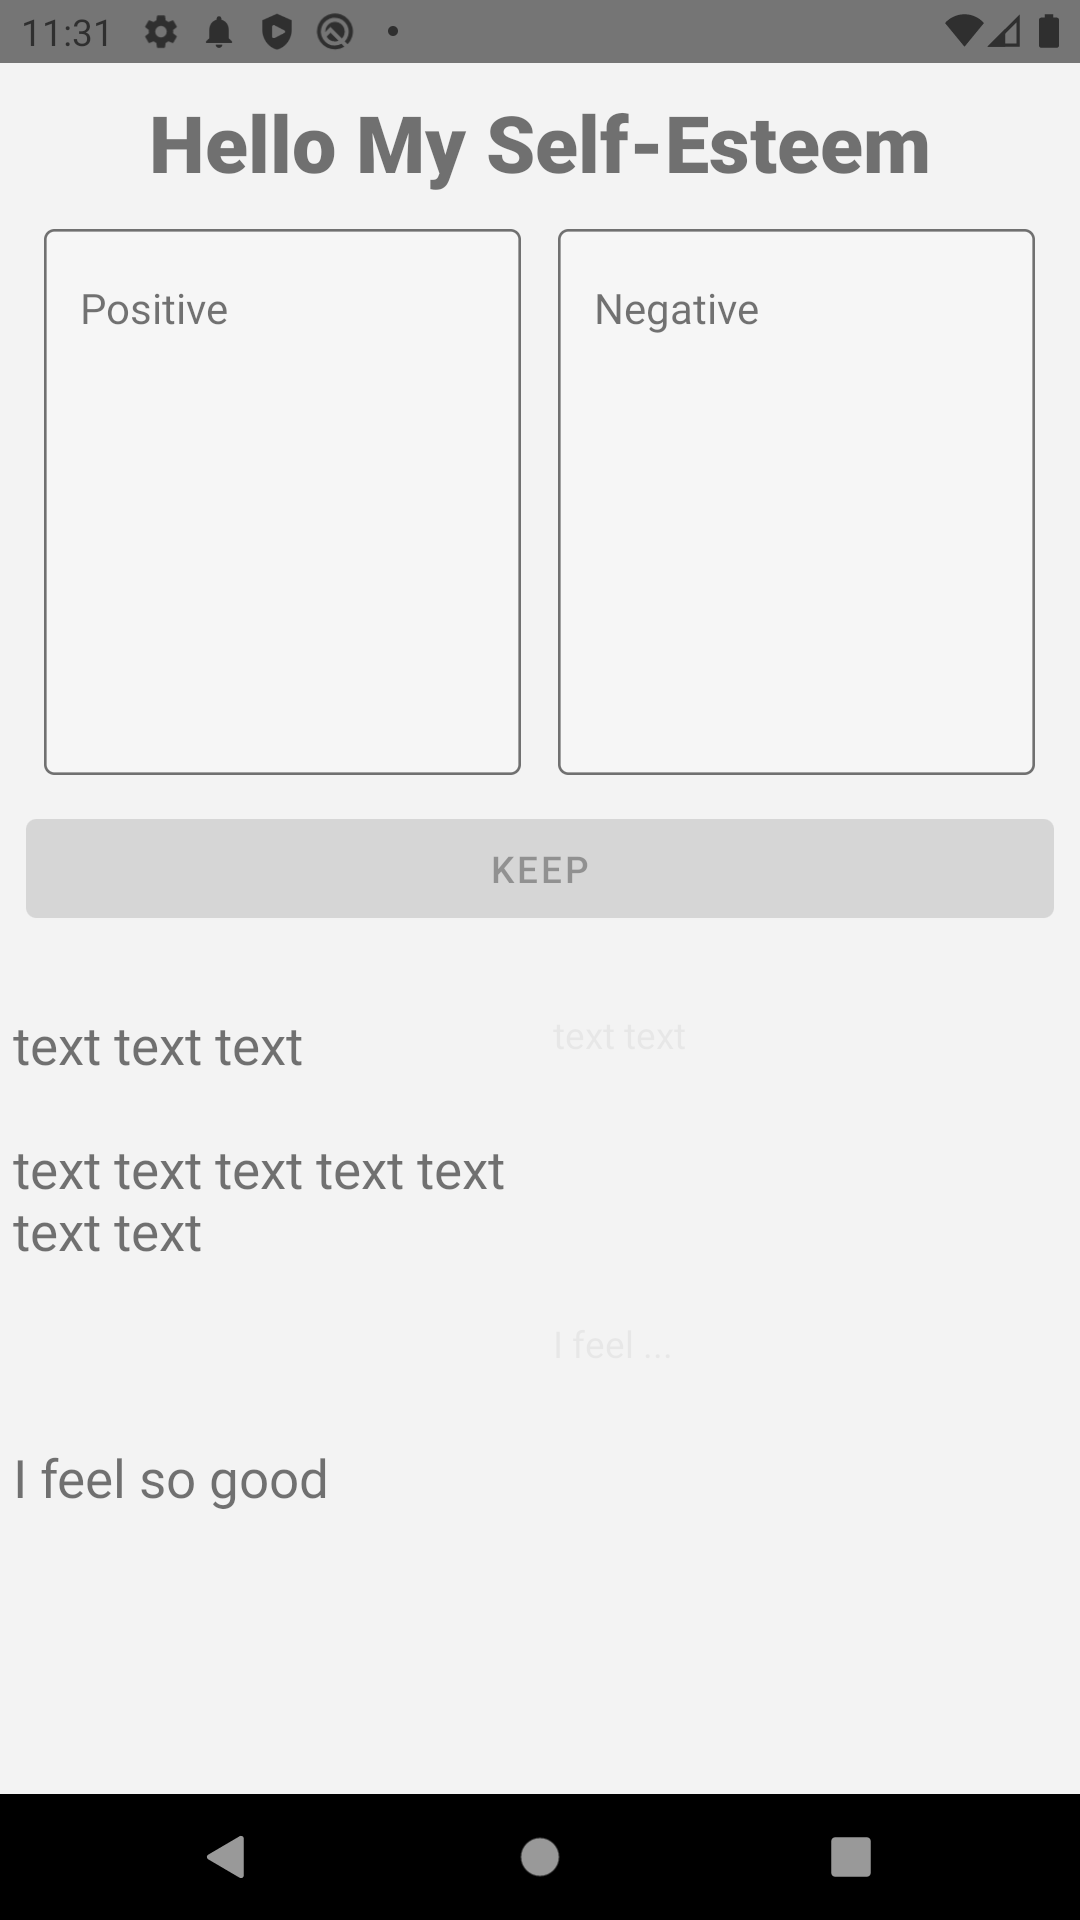 11:31
Hello My Self-Esteem
Positive
Negative
KEEP
text text text
text text
text text text text text
text text
I feel ...
I feel so good